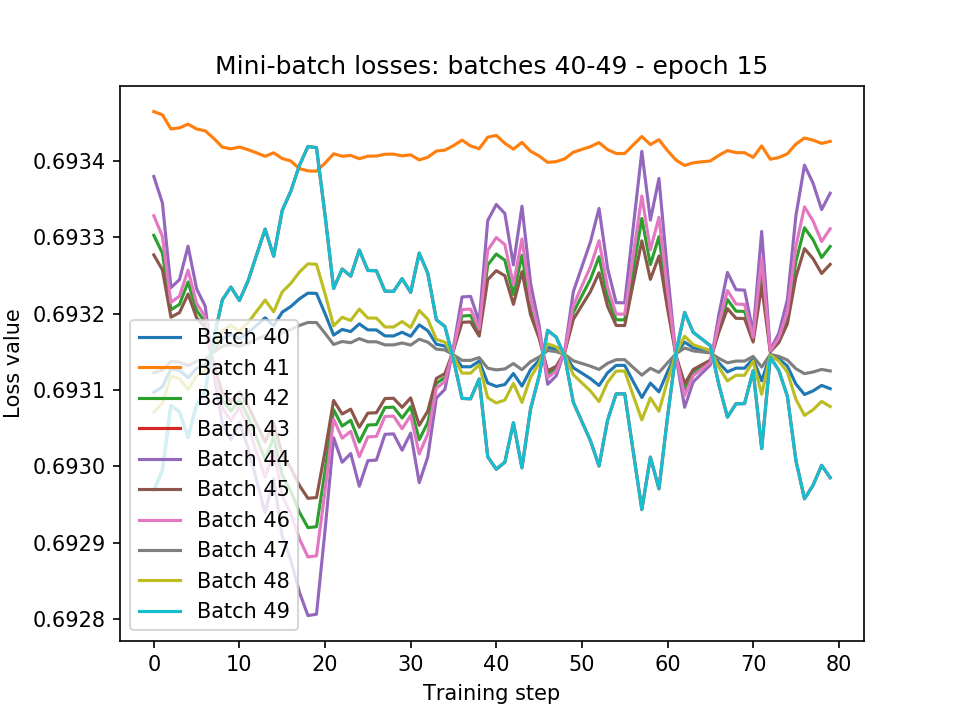 Mini-batch losses: batches 40-49 - epoch 15
Loss value
0.6934
0.6933
0.6932
0.6931
0.6930
0.6929
0.6928
Batch 40
Batch 41
Batch 42
Batch 43
Batch 44
Batch 45
Batch 46
Batch 47
Batch 48
Batch 49
0 10 20 30 40 50 60 70 80
Training step